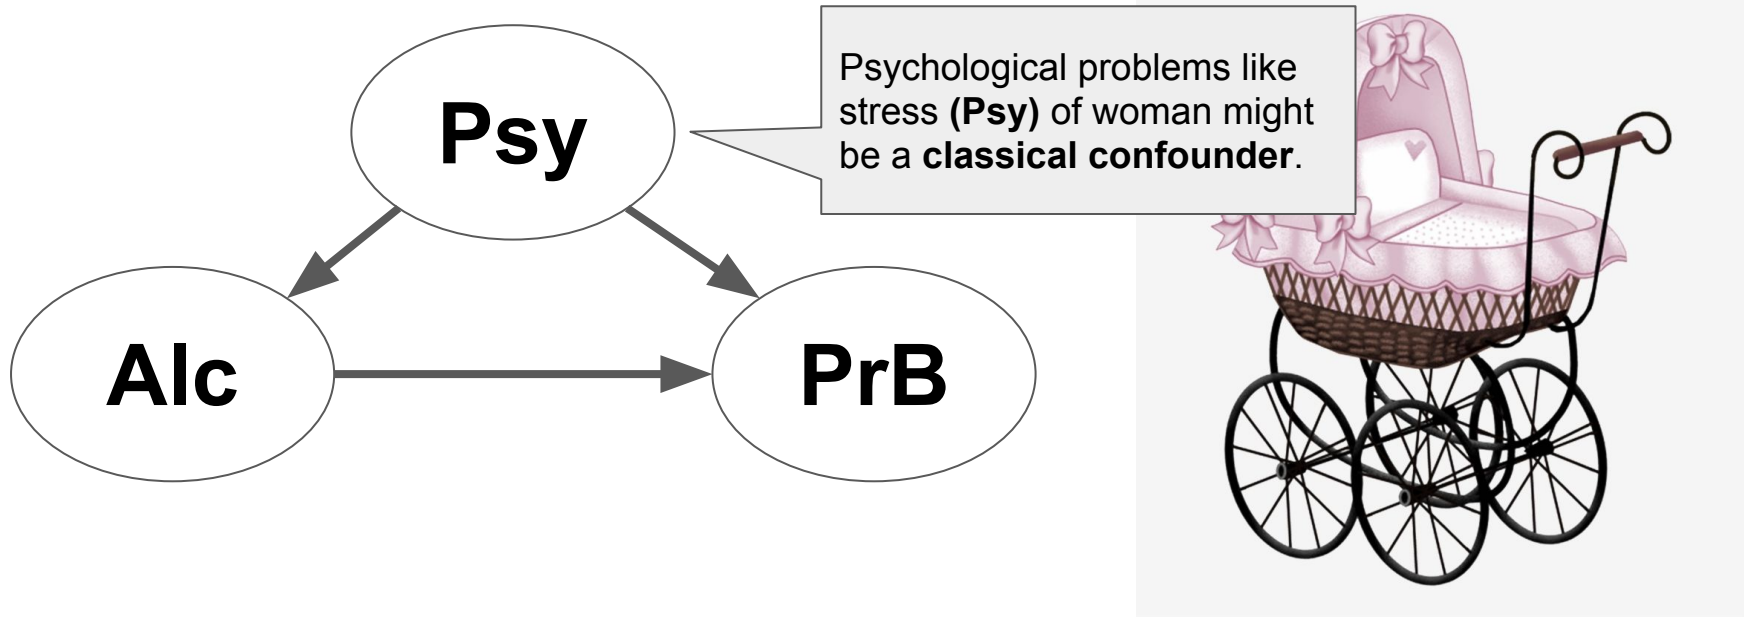 Psy
Psychological problems like
stress (Psy) of woman might
be a classical confounder.
Alc
PrB